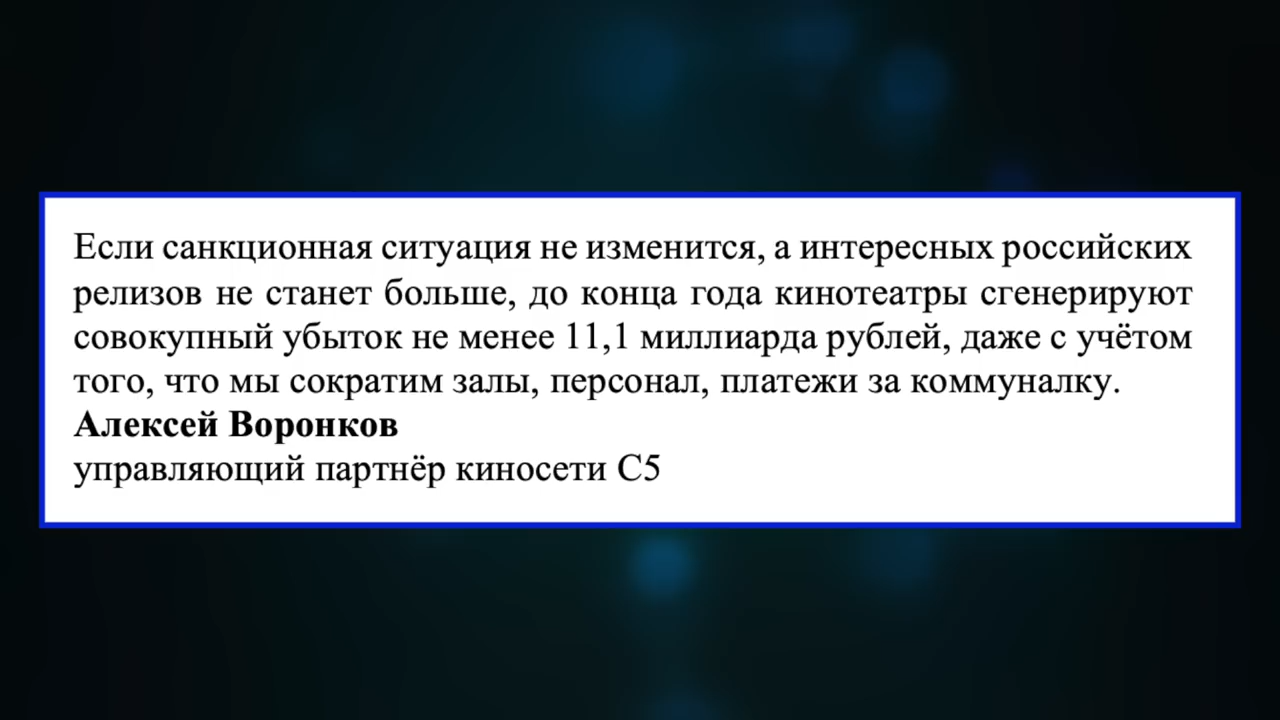 Если санкционная ситуация не изменится, а интересных российских
релизов не станет больше, до конца года кинотеатры сгенерируют
совокупный убыток не менее 11,1 миллиарда рублей, даже с учётом
того, что мы сократим залы, персонал, платежи за коммуналку.
Алексей Воронков
управляющий партнёр киносети С5